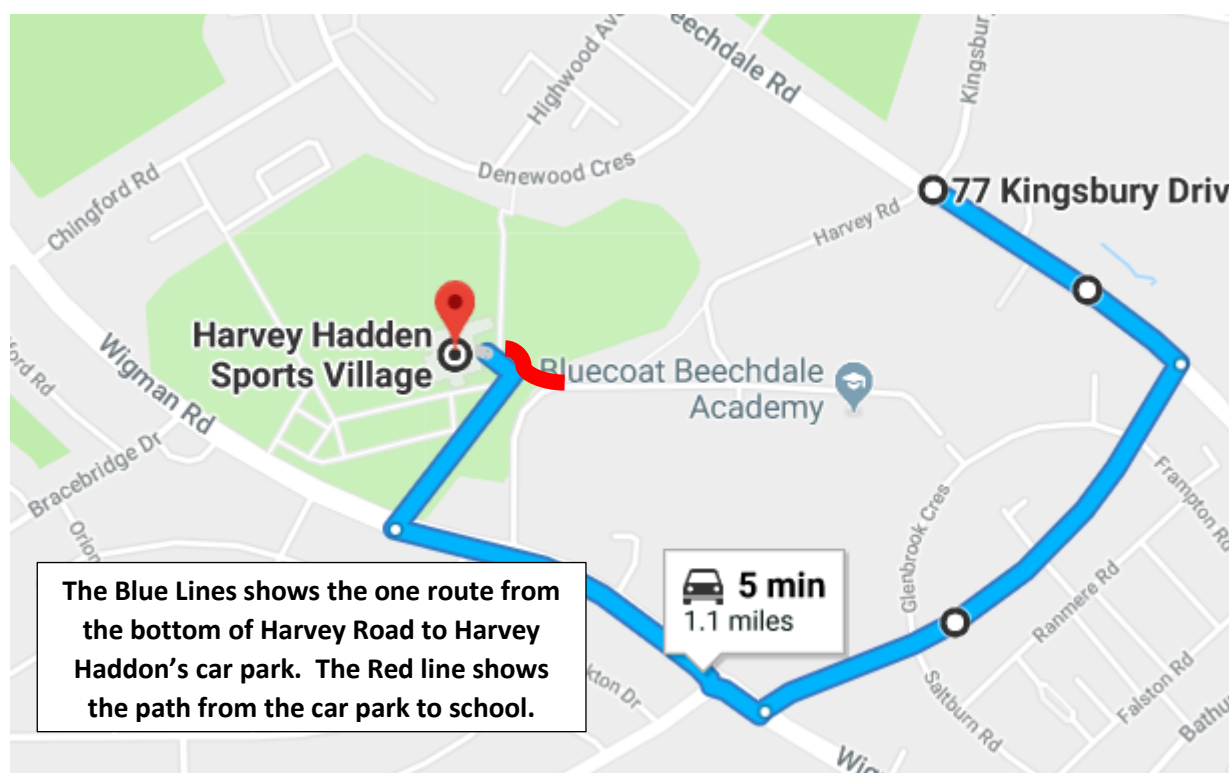 Beechdale Rd
Kingsbury
Highwood Ave
Denewood Cres
Chingford Rd
77 Kingsbury Driv
Harvey Rd
Harvey Hadden
Sports Village
Wigman Rd
ford Rd
Bluecoat Beechdale
Academy
Bracebridge Dr
Orion
Frampton Rd
Glenbrook Cres
Ranmere Rd
5 min
1.1 miles
The Blue Lines shows the one route from
the bottom of Harvey Road to Harvey
Haddon’s car park. The Red line shows
the path from the car park to school.
kton Dr
Saltburn Rd
Falston Rd
Bathu
Wig